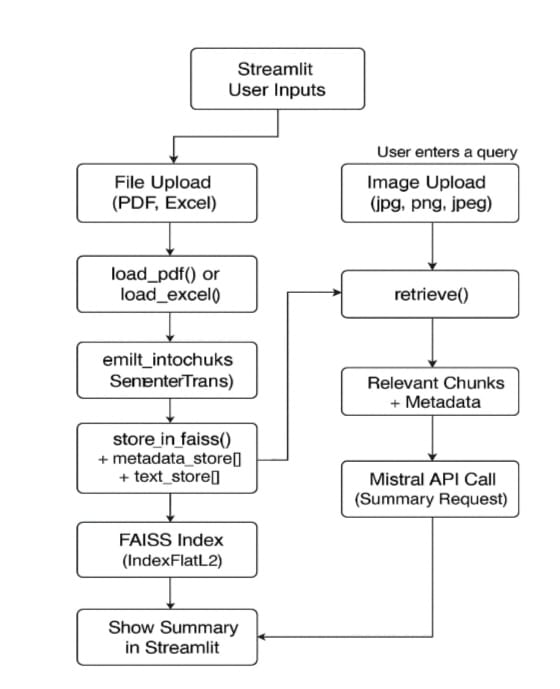 Streamlit
User Inputs
File Upload
(PDF, Excel)
load_pdf() or
load_excel()
emilt_intochuks
SenenterTrans)
store_in_faiss()
+ metadata_store[]
+ text_store[]
FAISS Index
(IndexFlatL2)
Show Summary
in Streamlit
User enters a query
Image Upload
(jpg, png, jpeg)
retrieve()
Relevant Chunks
+ Metadata
Mistral API Call
(Summary Request)